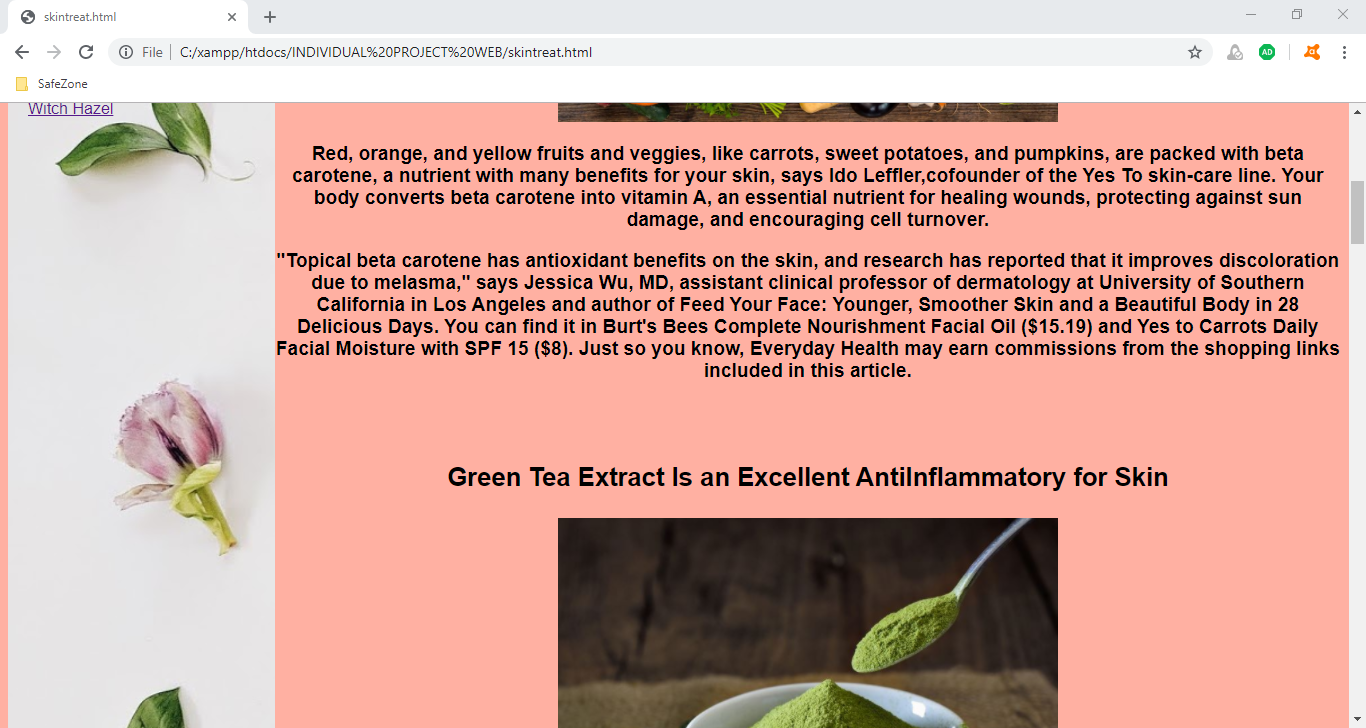 skintreat.html
File
C:/xampp/htdocs/INDIVIDUAL%20PROJECT%20WEB/skintreat.html
AD
SafeZone
Witch Hazel
Red, orange, and yellow fruits and veggies, like carrots, sweet potatoes, and pumpkins, are packed with beta
carotene, a nutrient with many benefits for your skin, says Ido Leffler,cofounder of the Yes To skin-care line. Your
body converts beta carotene into vitamin A, an essential nutrient for healing wounds, protecting against sun
damage, and encouraging cell turnover.
"Topical beta carotene has antioxidant benefits on the skin, and research has reported that it improves discoloration
due to melasma," says Jessica Wu, MD, assistant clinical professor of dermatology at University of Southern
California in Los Angeles and author of Feed Your Face: Younger, Smoother Skin and a Beautiful Body in 28
Delicious Days. You can find it in Burt's Bees Complete Nourishment Facial Oil ($15.19) and Yes to Carrots Daily
Facial Moisture with SPF 15 ($8). Just so you know, Everyday Health may earn commissions from the shopping links
included in this article.
Green Tea Extract Is an Excellent AntiInflammatory for Skin